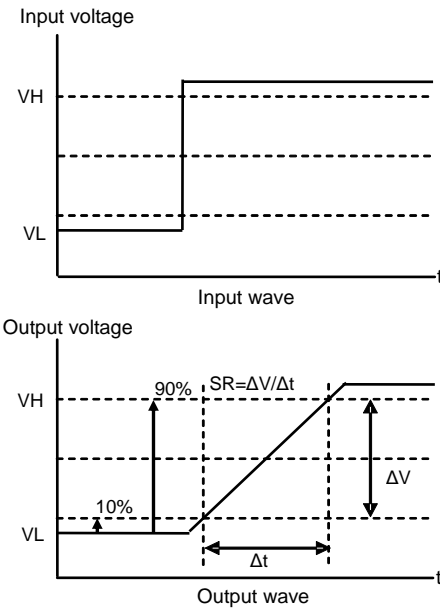 Input voltage
VH
VL
t
Input wave
Output voltage
90%
SR=ΔV/Δt
VH
ΔV
10%
VL
Δt
t
Output wave